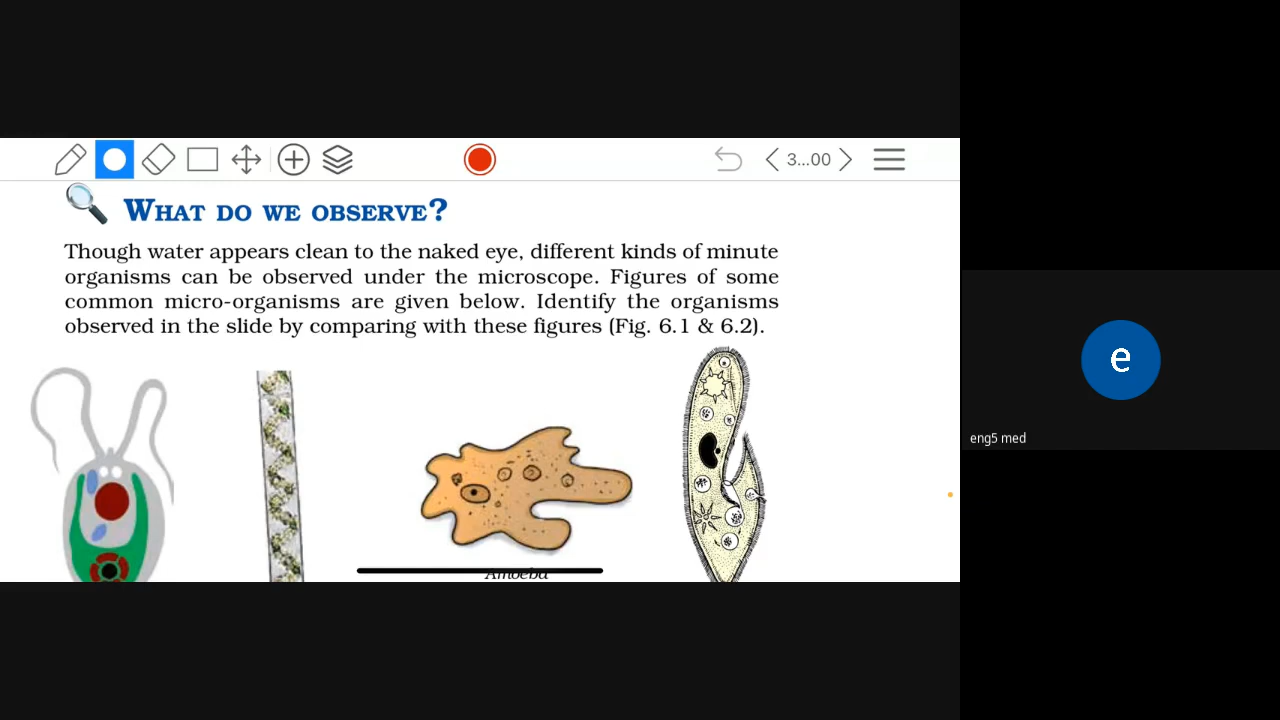 3...00
WHAT DO WE OBSERVE?
Though water appears clean to the naked eye, different kinds of minute
organisms can be observed under the microscope. Figures of some
common micro-organisms are given below. Identify the organisms
observed in the slide by comparing with these figures (Fig. 6.1 & 6.2).
Amoeba
e
eng5 med